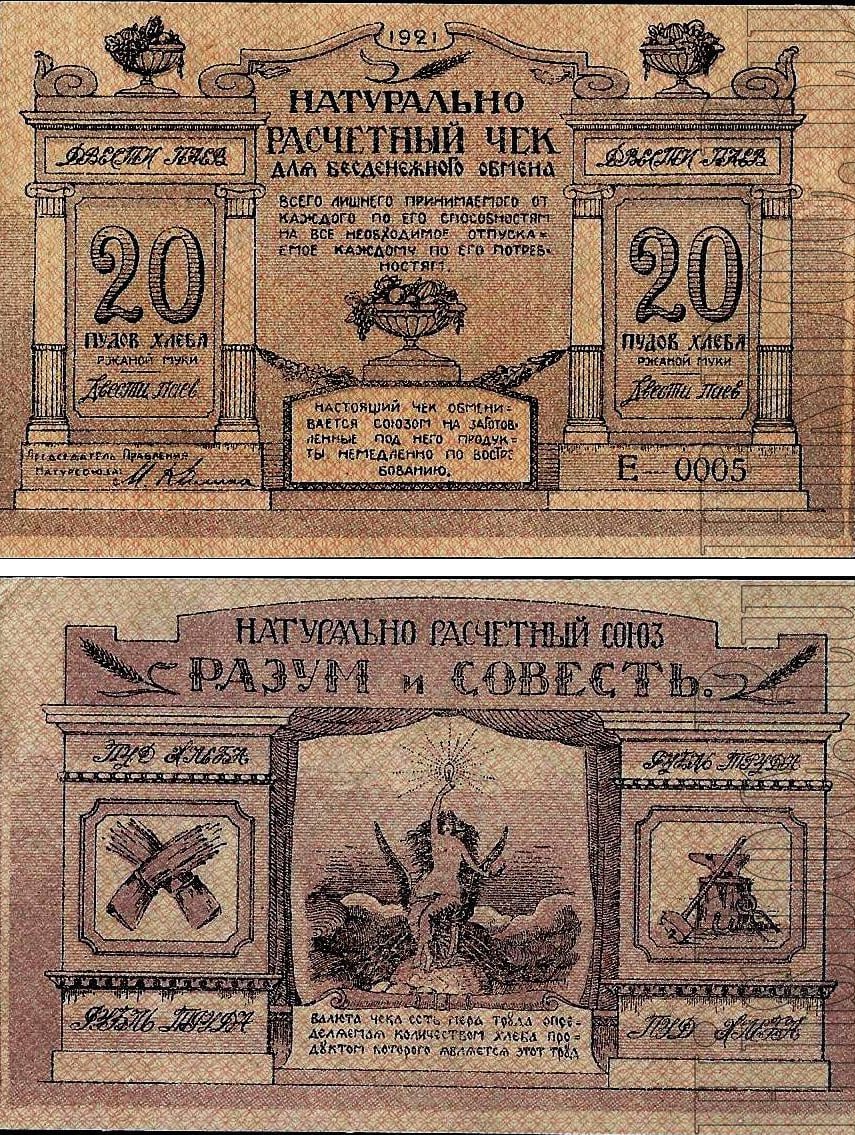 1921
НАТУРАЛЬНО
РАСЧЕТНЫЙ ЧЕК
ДЛЯ БЕСДЕНЕЖНОГО ОБМЕНА
ДВЕСТИ ПАЕВ
ДВЕСТИ ПАЕВ
ВСЕГО ЛИШНЕГО ПРИНИМАЕМОГО ОТ
КАЖДОГО ПО ЕГО СПОСОБНОСТЯМ
НА ВСЕ НЕОБХОДИМОЕ ОТПУСКА=
ЕМОЕ КАЖДОМУ ПО ЕГО ПОТРЕБ=
НОСТЯМ.
20
ПУДОВ ХЛЕБА
РЖАНОЙ МУКИ
Двести паев
20
ПУДОВ ХЛЕБА
РЖАНОЙ МУКИ
Двести паев
НАСТОЯЩИЙ ЧЕК ОБМЕНИ=
ВАЕТСЯ СОЮЗОМ НА ЗАГОТОВ=
ЛЕННЫЕ ПОД НЕГО ПРОДУК=
ТЫ НЕМЕДЛЕННО ПО ВОСТРЕ
БОВАНИЮ.
Председатель Правления
Натурсоюза:
Е — 0005
НАТУРАЛЬНО РАСЧЕТНЫЙ СОЮЗ
РАЗУМ и СОВЕСТЬ.
ПУД ХЛЕБА
РУБЛЬ ТРУДА
РУБЛЬ ТРУДА
ПУД ХЛЕБА
ВАЛЮТА ЧЕКА ЕСТЬ МЕРА ТРУДА ОПРЕ=
ДЕЛЯЕМАЯ КОЛИЧЕСТВОМ ХЛЕБА ПРО=
ДУКТОМ КОТОРОГО ЯВЛЯЕТСЯ ЭТОТ ТРУД